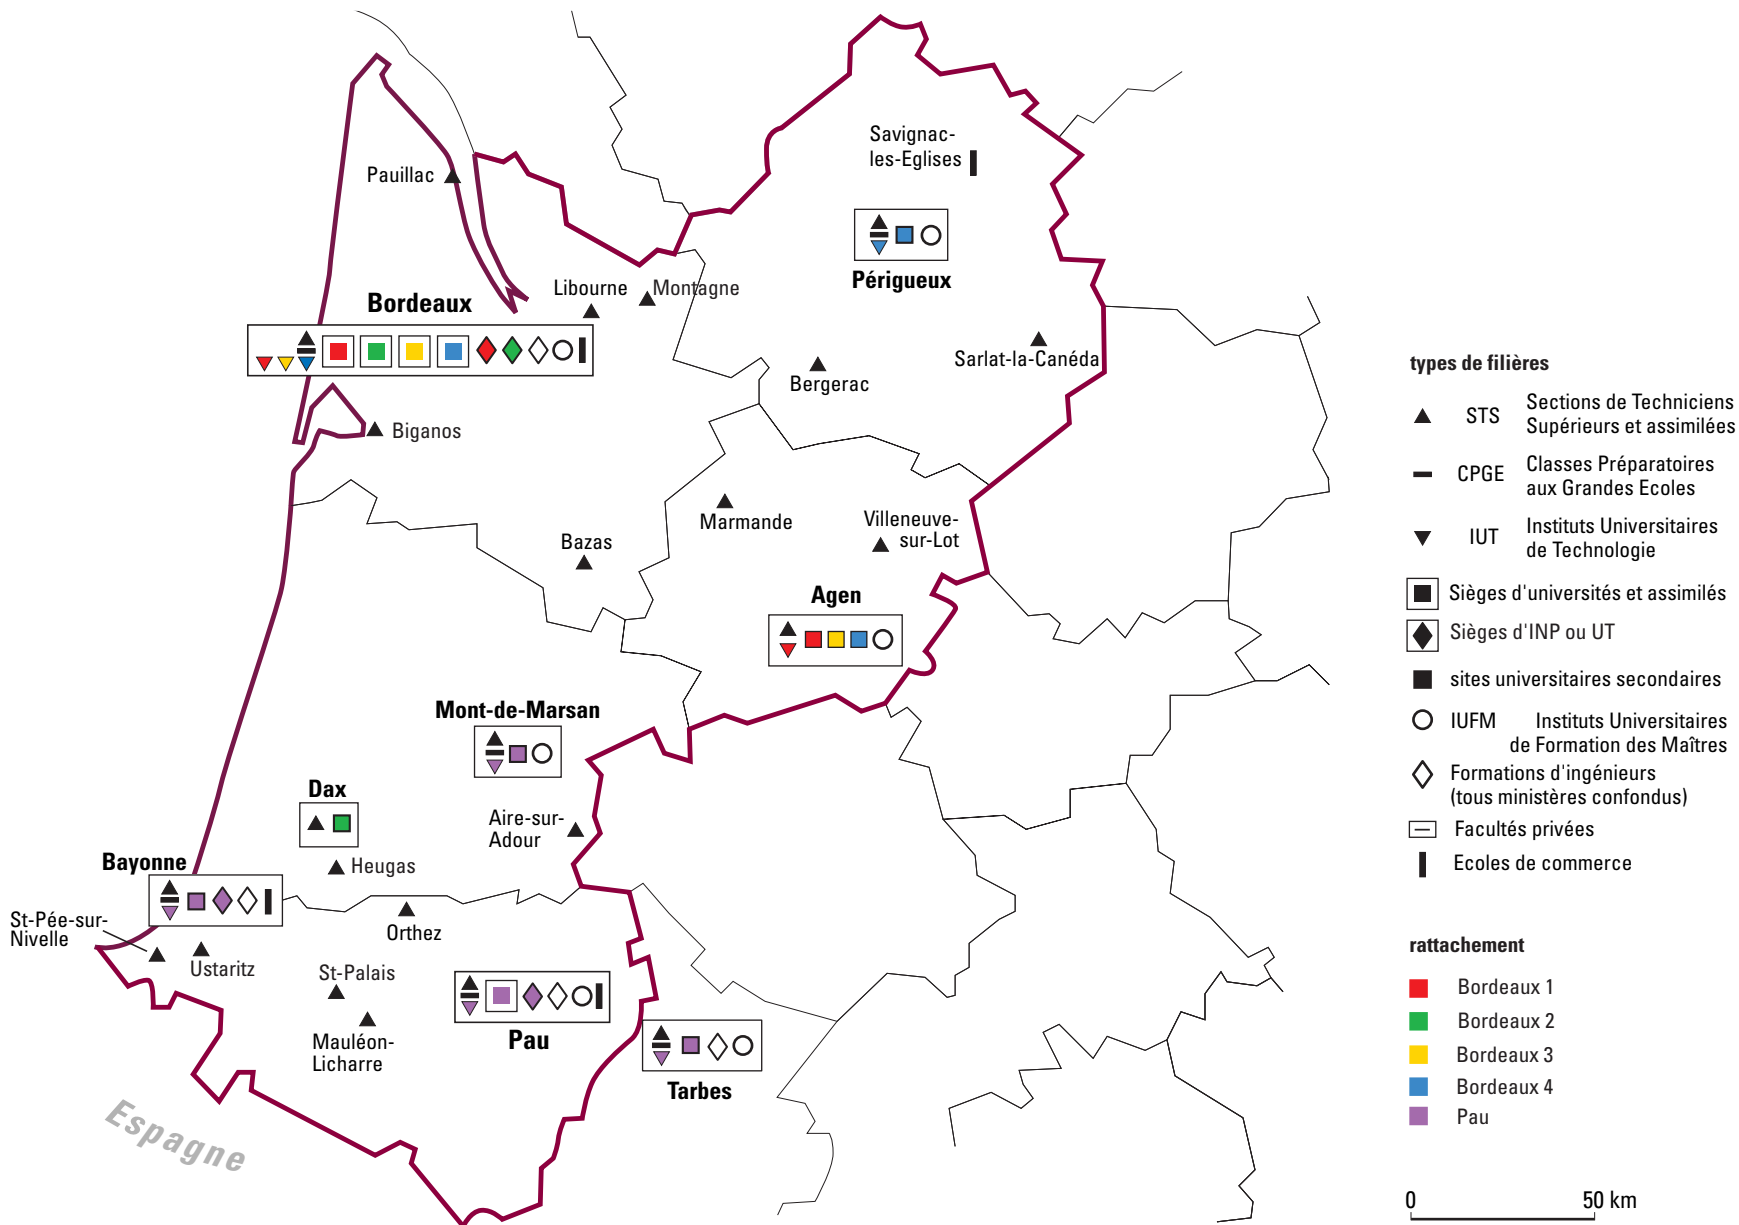 Savignac-
les-Eglises
Pauillac
Périgueux
Libourne
Montagne
Bordeaux
Sarlat-la-Canéda
Bergerac
Biganos
Marmande
Villeneuve-
sur-Lot
Bazas
Agen
Mont-de-Marsan
Dax
Aire-sur-
Adour
Bayonne
Heugas
St-Pée-sur-
Nivelle
Orthez
Ustaritz
St-Palais
Mauléon-
Licharre
Pau
Tarbes
Espagne
types de filières
STS Sections de Techniciens
Supérieurs et assimilées
CPGE Classes Préparatoires
aux Grandes Ecoles
IUT Instituts Universitaires
de Technologie
Sièges d'universités et assimilés
Sièges d'INP ou UT
sites universitaires secondaires
IUFM Instituts Universitaires
de Formation des Maîtres
Formations d'ingénieurs
(tous ministères confondus)
Facultés privées
Ecoles de commerce
rattachement
Bordeaux 1
Bordeaux 2
Bordeaux 3
Bordeaux 4
Pau
0 50 km